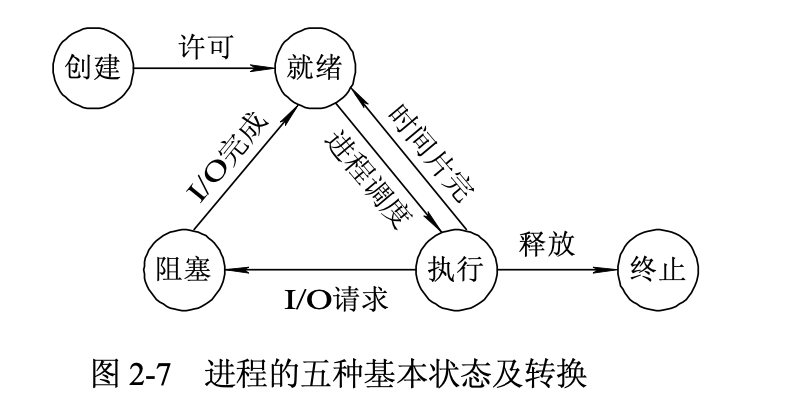 创建
许可
就绪
I/O完成
进程调度
时间片完
阻塞
I/O请求
执行
释放
终止
图 2-7 进程的五种基本状态及转换